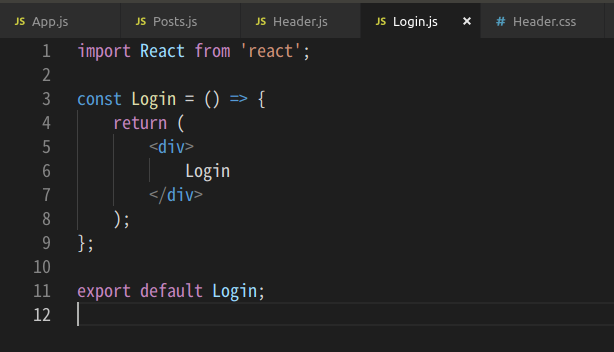 JS App.js JS Posts.js JS Header.js JS Login.js × # Header.css
1 import React from 'react';
2
3 const Login = () => {
4     return (
5         <div>
6             Login
7         </div>
8     );
9 };
10
11 export default Login;
12